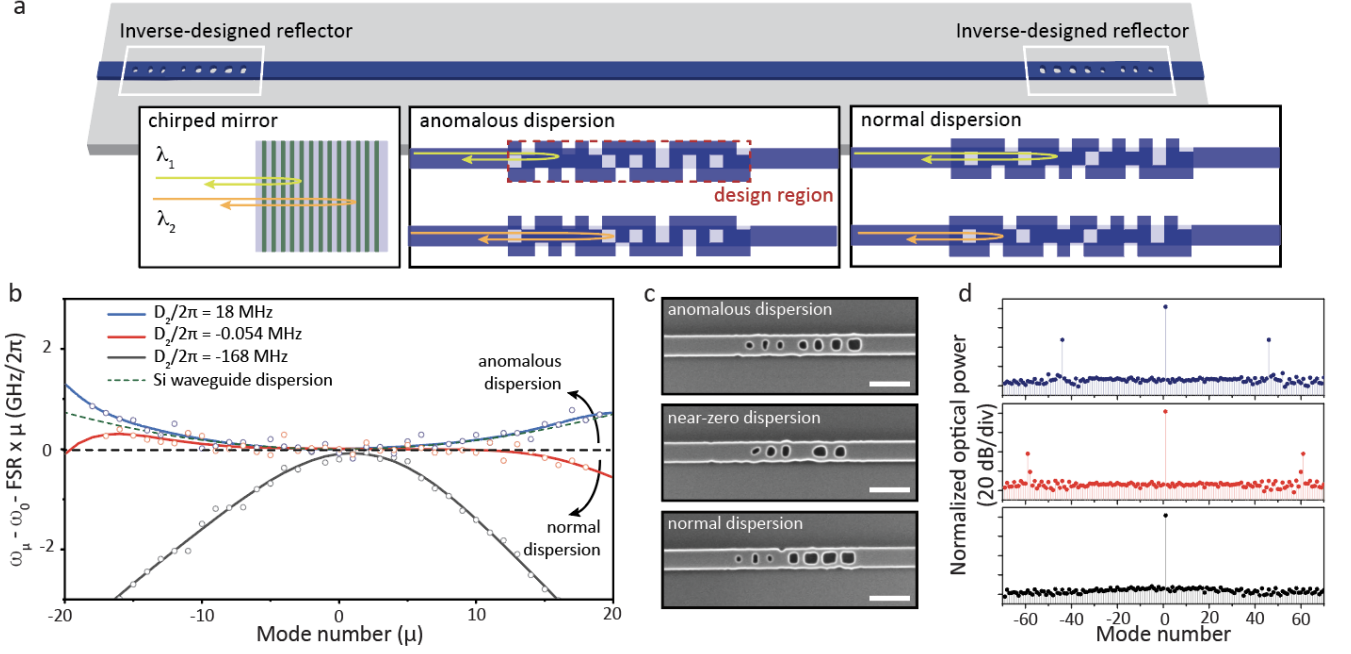 a
Inverse-designed reflector
Inverse-designed reflector
chirped mirror
λ1
λ2
anomalous dispersion
design region
normal dispersion
b
D2/2π = 18 MHz
D2/2π = -0.054 MHz
D2/2π = -168 MHz
Si waveguide dispersion
anomalous
dispersion
normal
dispersion
ωμ - ω0 - FSR x μ (GHz/2π)
2
0
-2
-20
-10
0
10
20
Mode number (μ)
c
anomalous dispersion
near-zero dispersion
normal dispersion
d
Normalized optical power
(20 dB/div)
-60
-40
-20
0
20
40
60
Mode number